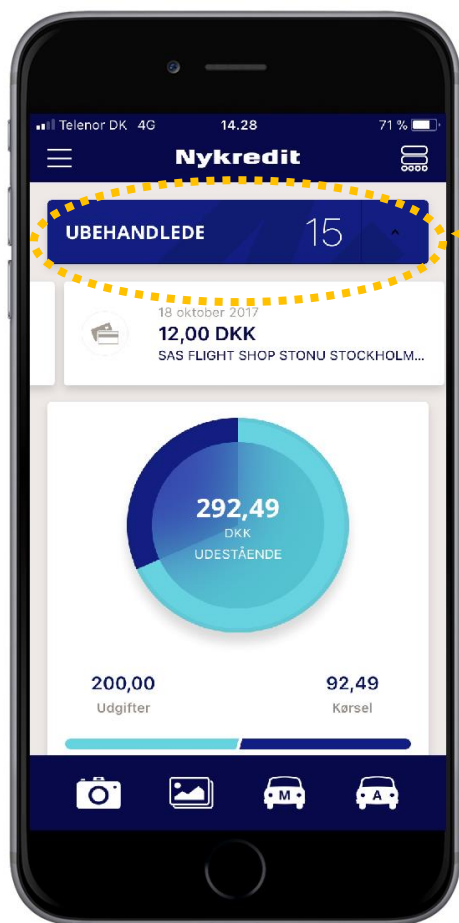 Telenor DK 4G 14.28 71 %
Nykredit
UBEHANDLEDE 15
18 oktober 2017
12,00 DKK
SAS FLIGHT SHOP STONU STOCKHOLM...
292,49
DKK
UDESTÅENDE
200,00 92,49
Udgifter Kørsel
M A